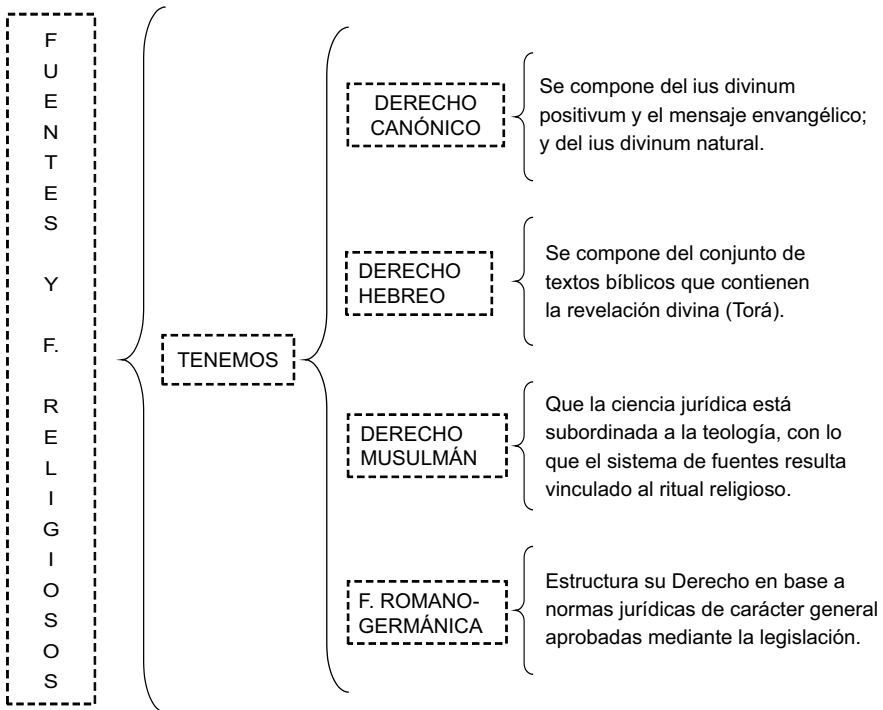 FUENTES Y F. RELIGIOSOS
TENEMOS
DERECHO
CANÓNICO
Se compone del ius divinum
positivum y el mensaje envangélico;
y del ius divinum natural.
DERECHO
HEBREO
Se compone del conjunto de
textos bíblicos que contienen
la revelación divina (Torá).
DERECHO
MUSULMÁN
Que la ciencia jurídica está
subordinada a la teología, con lo
que el sistema de fuentes resulta
vinculado al ritual religioso.
F. ROMANO-
GERMÁNICA
Estructura su Derecho en base a
normas jurídicas de carácter general
aprobadas mediante la legislación.